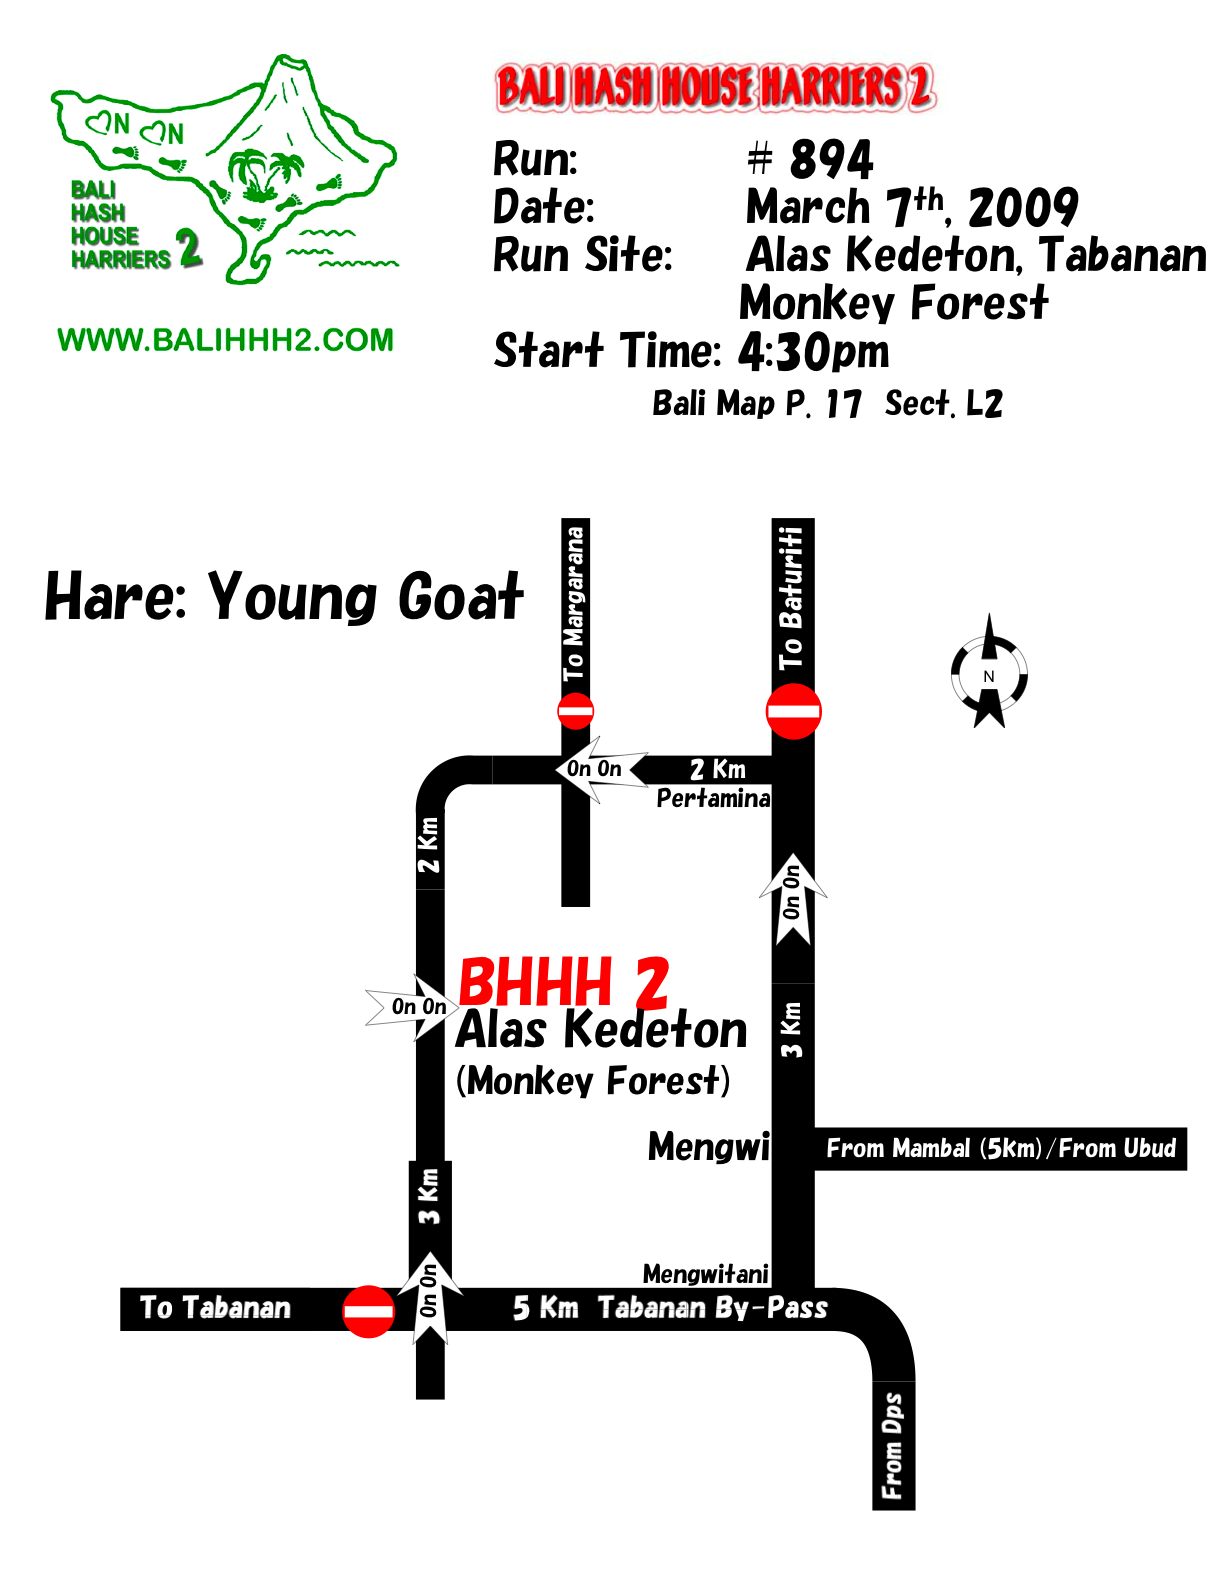 N N
BALI
HASH
HOUSE
HARRIERS 2
WWW.BALIHHH2.COM
BALI HASH HOUSE HARRIERS 2
Run: # 894
Date: March 7th, 2009
Run Site: Alas Kedeton, Tabanan
Monkey Forest
Start Time: 4:30pm
Bali Map P. 17 Sect. L2
Hare: Young Goat
To Margarana
To Baturiti
N
On On
2 Km
Pertamina
2 Km
On On
BHHH 2
On On
Alas Kedeton
(Monkey Forest)
3 Km
Mengwi
From Mambal (5Km)/From Ubud
3 Km
Mengwitani
On On
To Tabanan
5 Km Tabanan By-Pass
From Dps